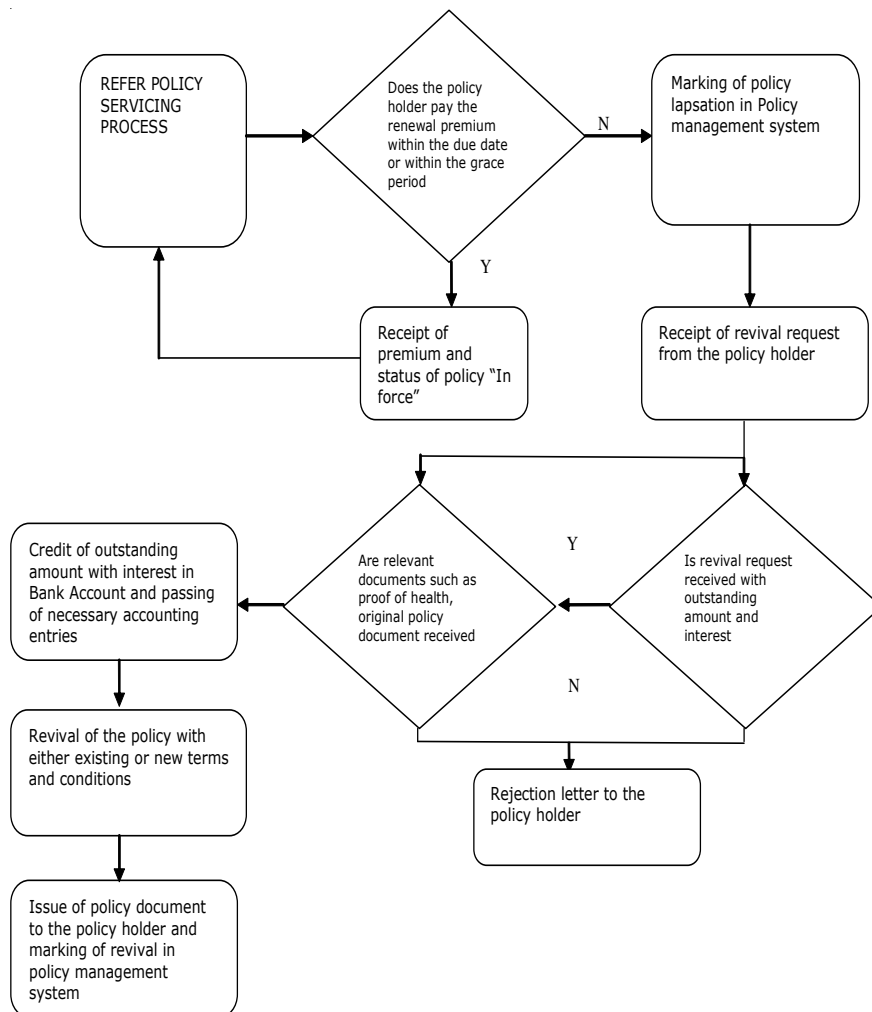 REFER POLICY
SERVICING
PROCESS
Does the policy
holder pay the
renewal premium
within the due date
or within the grace
period
N
Marking of policy
lapsation in Policy
management system
Y
Receipt of
premium and
status of policy “In
force”
Receipt of revival request
from the policy holder
Credit of outstanding
amount with interest in
Bank Account and passing
of necessary accounting
entries
Are relevant
documents such as
proof of health,
original policy
document received
Y
Is revival request
received with
outstanding
amount and
interest
N
Revival of the policy with
either existing or new terms
and conditions
Rejection letter to the
policy holder
Issue of policy document
to the policy holder and
marking of revival in
policy management
system